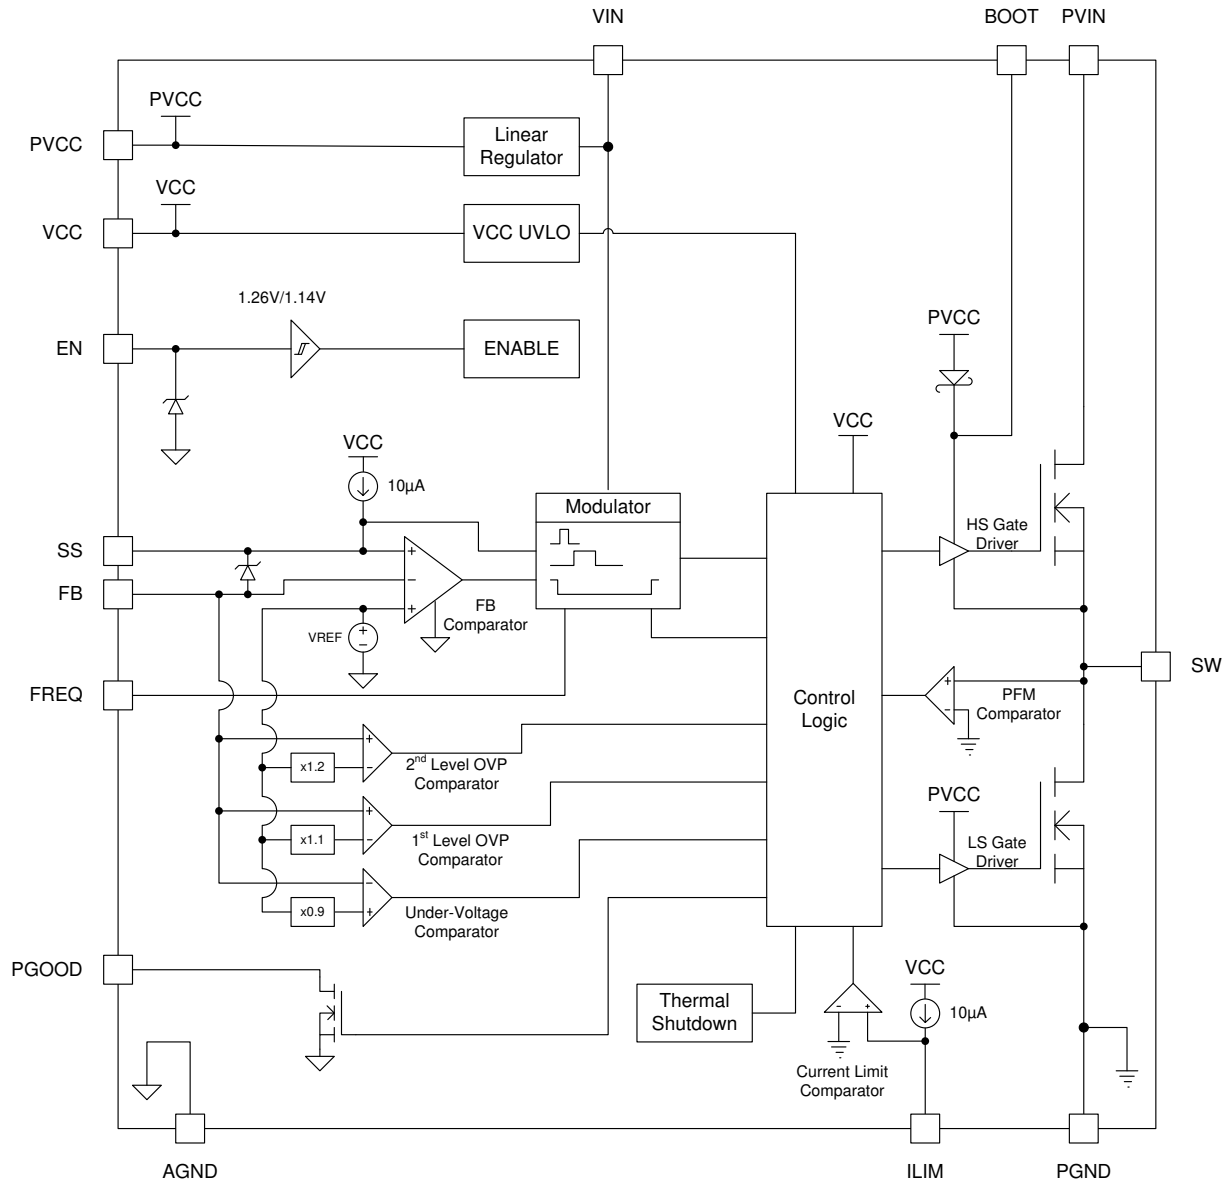 VIN
BOOT
PVIN
PVCC
PVCC
Linear
Regulator
VCC
VCC
VCC UVLO
1.26V/1.14V
EN
ENABLE
PVCC
VCC
VCC
10µA
Modulator
SS
FB
+
−
+
FB
Comparator
VREF
+
−
HS Gate
Driver
FREQ
Control
Logic
+
-
PFM
Comparator
SW
x1.2
+
-
2nd Level OVP
Comparator
x1.1
+
-
1st Level OVP
Comparator
PVCC
LS Gate
Driver
x0.9
-
+
Under-Voltage
Comparator
PGOOD
Thermal
Shutdown
VCC
10µA
-
+
Current Limit
Comparator
AGND
ILIM
PGND